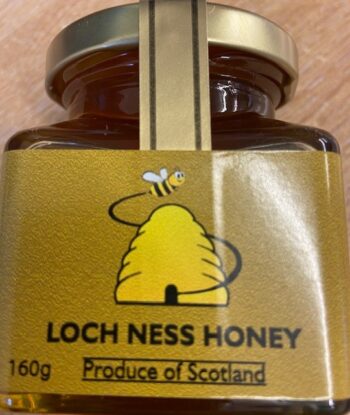 LOCH NESS HONEY
160g Produce of Scotland